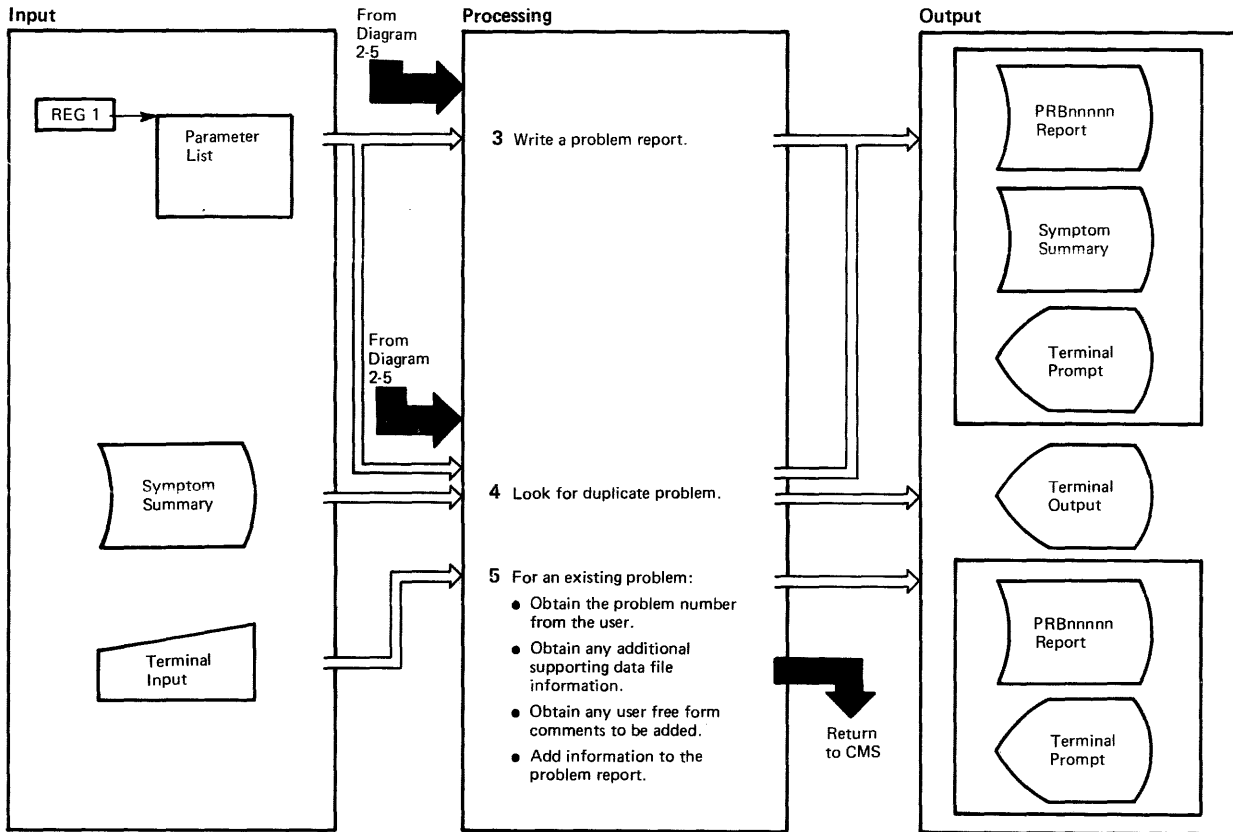 Input
From
Diagram
2-5
Processing
Output
REG 1
Parameter
List
3 Write a problem report.
PRBnnnnn
Report
Symptom
Summary
Terminal
Prompt
From
Diagram
2-5
Symptom
Summary
4 Look for duplicate problem.
Terminal
Output
Terminal
Input
5 For an existing problem:
● Obtain the problem number
from the user.
● Obtain any additional
supporting data file
information.
● Obtain any user free form
comments to be added.
● Add information to the
problem report.
Return
to CMS
PRBnnnnn
Report
Terminal
Prompt